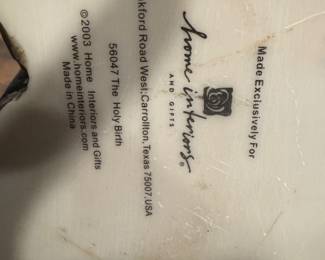 Made Exclusively For
home interiors®
AND GIFTS
Road West, Carrollton, Texas 75007, USA
56047 The Holy Birth
©2003 Home Interiors and Gifts
www.homeinteriors.com
Made in China